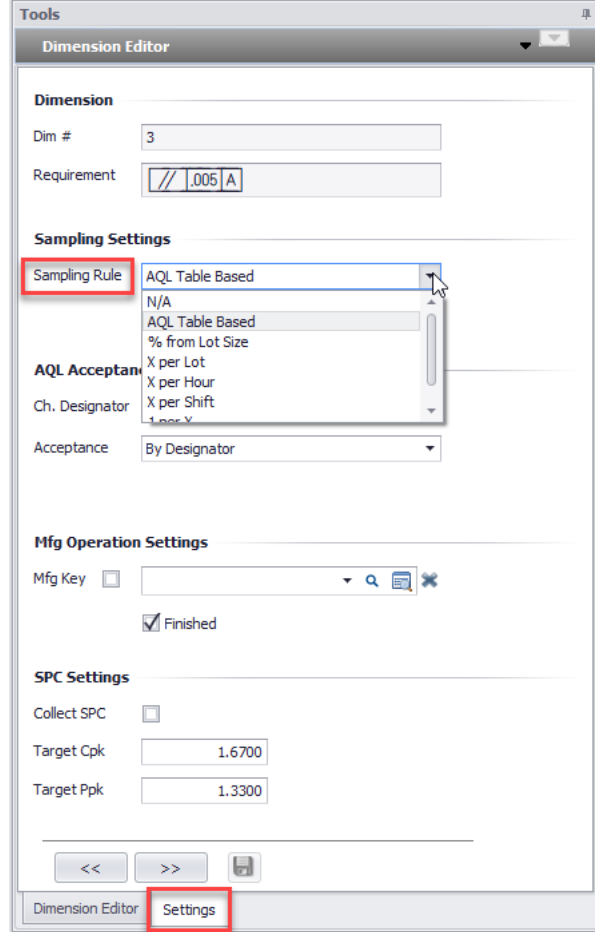 Tools
Dimension Editor
Dimension
Dim # 3
Requirement // .005 A
Sampling Settings
Sampling Rule AQL Table Based
N/A
AQL Table Based
% from Lot Size
X per Lot
X per Hour
X per Shift
1 per X
AQL Acceptan
Ch. Designator
Acceptance By Designator
Mfg Operation Settings
Mfg Key
Finished
SPC Settings
Collect SPC
Target Cpk 1.6700
Target Ppk 1.3300
<< >>
Dimension Editor Settings